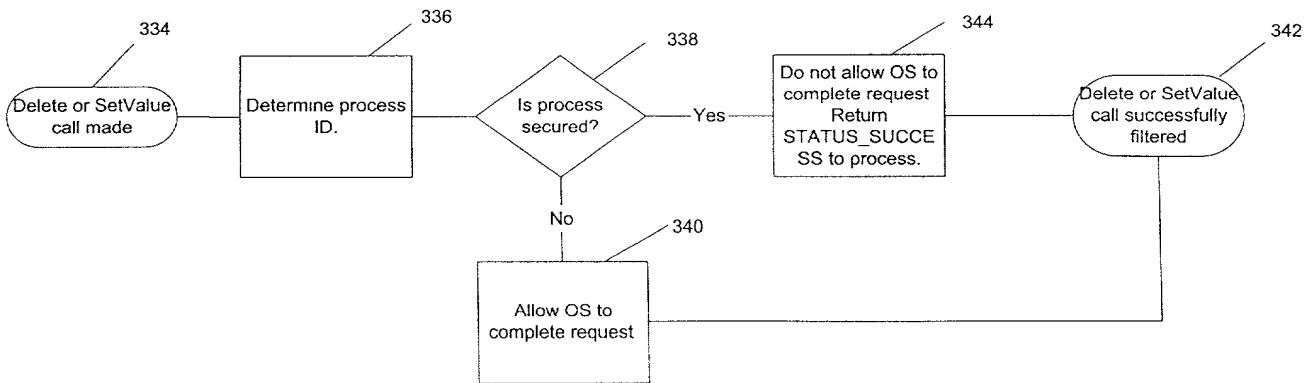 334
Delete or SetValue
call made
336
Determine process
ID.
338
Is process
secured?
Yes
344
Do not allow OS to
complete request
Return
STATUS_SUCCE
SS to process.
342
Delete or SetValue
call successfully
filtered
No
340
Allow OS to
complete request